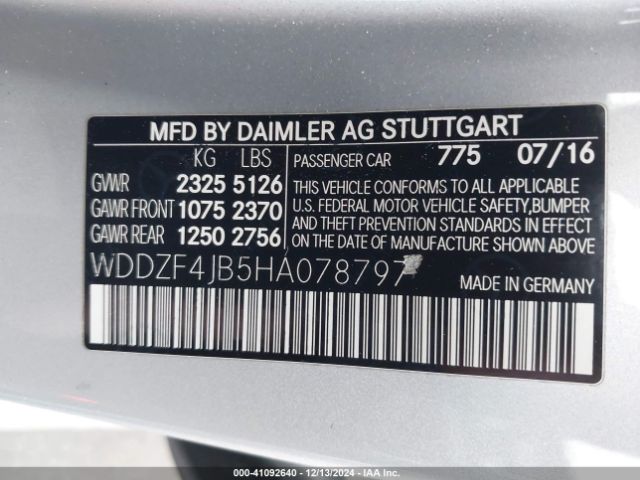 MFD BY DAIMLER AG STUTTGART
KG LBS
GVWR 2325 5126
GAWR FRONT 1075 2370
GAWR REAR 1250 2756
PASSENGER CAR 775 07/16
THIS VEHICLE CONFORMS TO ALL APPLICABLE
U.S. FEDERAL MOTOR VEHICLE SAFETY,BUMPER
AND THEFT PREVENTION STANDARDS IN EFFECT
ON THE DATE OF MANUFACTURE SHOWN ABOVE.
WDDZF4JB5HA078797
MADE IN GERMANY
000-41092640 - 12/13/2024 - IAAI.COM